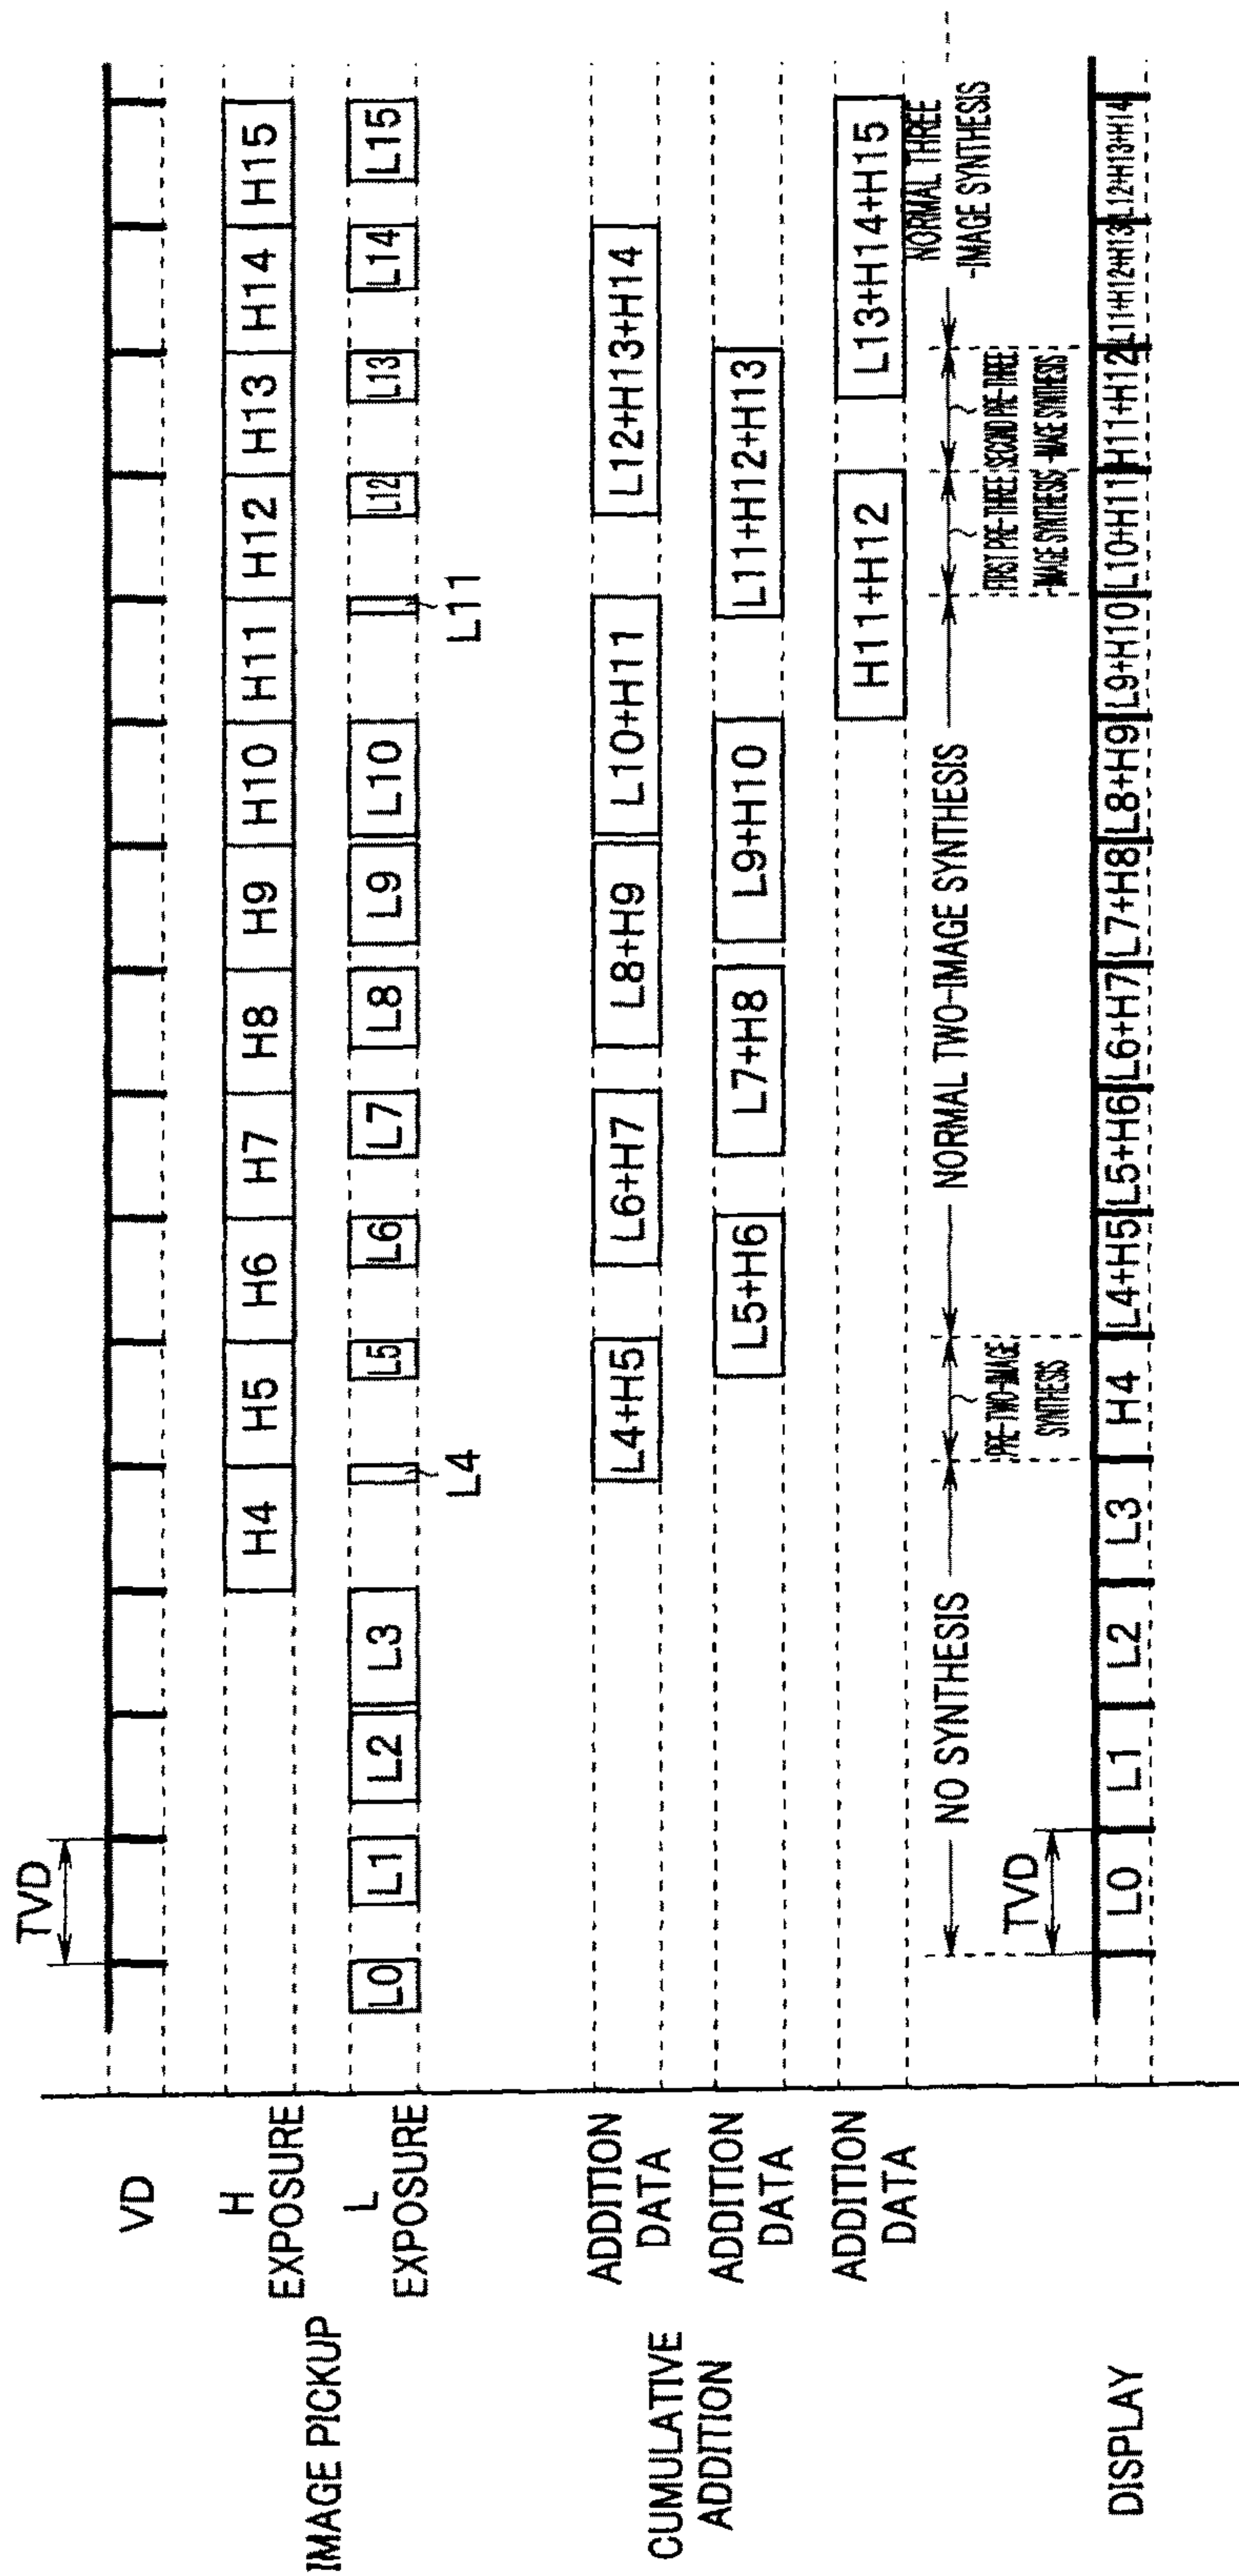 TVD
VD
IMAGE PICKUP
H
EXPOSURE
H4 H5 H6 H7 H8 H9 H10 H11 H12 H13 H14 H15
L
EXPOSURE
L0 L1 L2 L3 L5 L6 L7 L8 L9 L10 L12 L13 L14 L15
L4 L11
CUMULATIVE
ADDITION
ADDITION
DATA
L4+H5 L6+H7 L8+H9 L10+H11 L12+H13+H14
ADDITION
DATA
L5+H6 L7+H8 L9+H10 L11+H12+H13
ADDITION
DATA
H11+H12 L13+H14+H15
NO SYNTHESIS
PRE-TWO-IMAGE
SYNTHESIS
NORMAL TWO-IMAGE SYNTHESIS
FIRST PRE-THREE
-IMAGE SYNTHESIS
SECOND PRE-THREE
-IMAGE SYNTHESIS
NORMAL THREE
-IMAGE SYNTHESIS
TVD
DISPLAY
L0 L1 L2 L3 H4 L4+H5 L5+H6 L6+H7 L7+H8 L8+H9 L9+H10 L10+H11 H11+H12 L11+H12+H13 L12+H13+H14